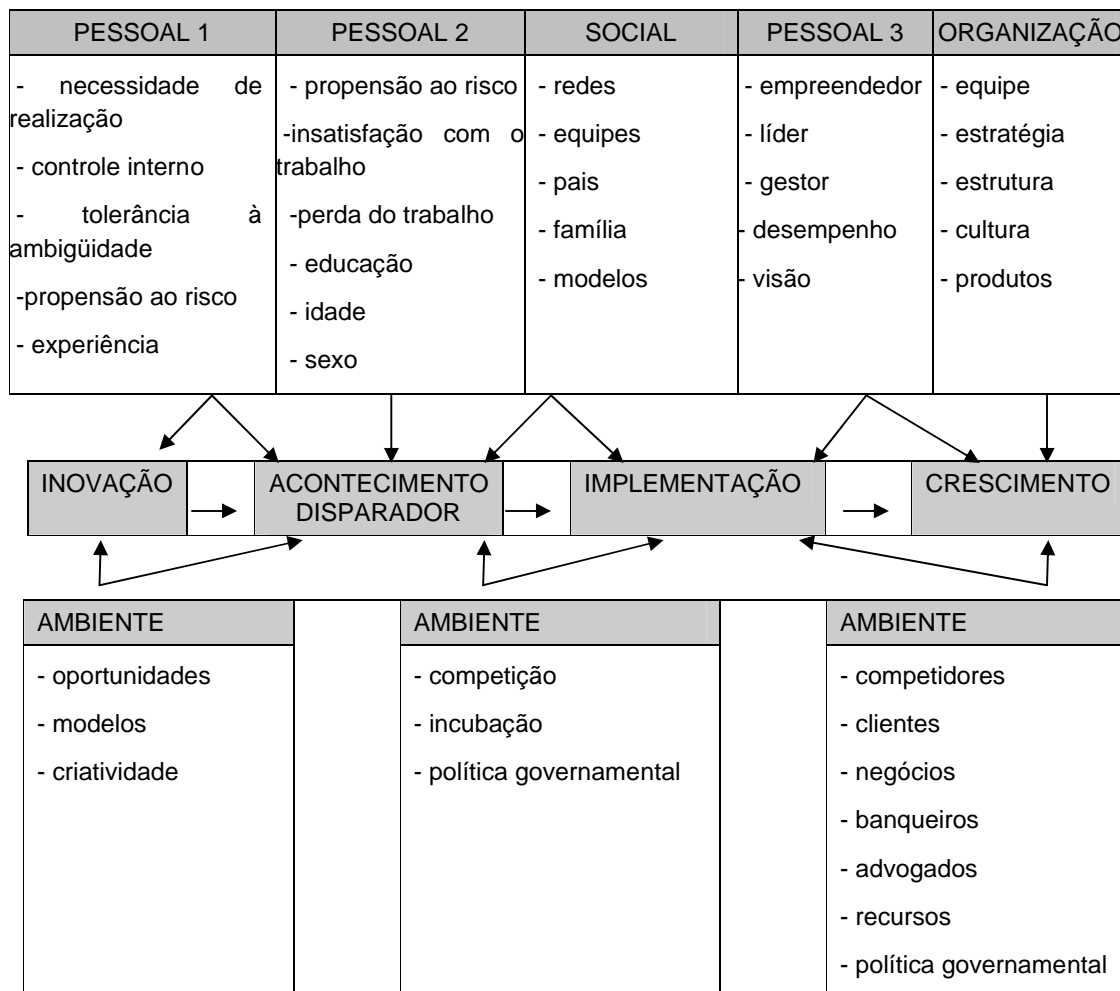 PESSOAL 1
- necessidade de
realização
- controle interno
- tolerância à
ambigüidade
-propensão ao risco
- experiência
PESSOAL 2
- propensão ao risco
-insatisfação com o
trabalho
-perda do trabalho
- educação
- idade
- sexo
SOCIAL
- redes
- equipes
- pais
- família
- modelos
PESSOAL 3
- empreendedor
- líder
- gestor
- desempenho
- visão
ORGANIZAÇÃO
- equipe
- estratégia
- estrutura
- cultura
- produtos
INOVAÇÃO
ACONTECIMENTO
DISPARADOR
IMPLEMENTAÇÃO
CRESCIMENTO
AMBIENTE
- oportunidades
- modelos
- criatividade
AMBIENTE
- competição
- incubação
- política governamental
AMBIENTE
- competidores
- clientes
- negócios
- banqueiros
- advogados
- recursos
- política governamental